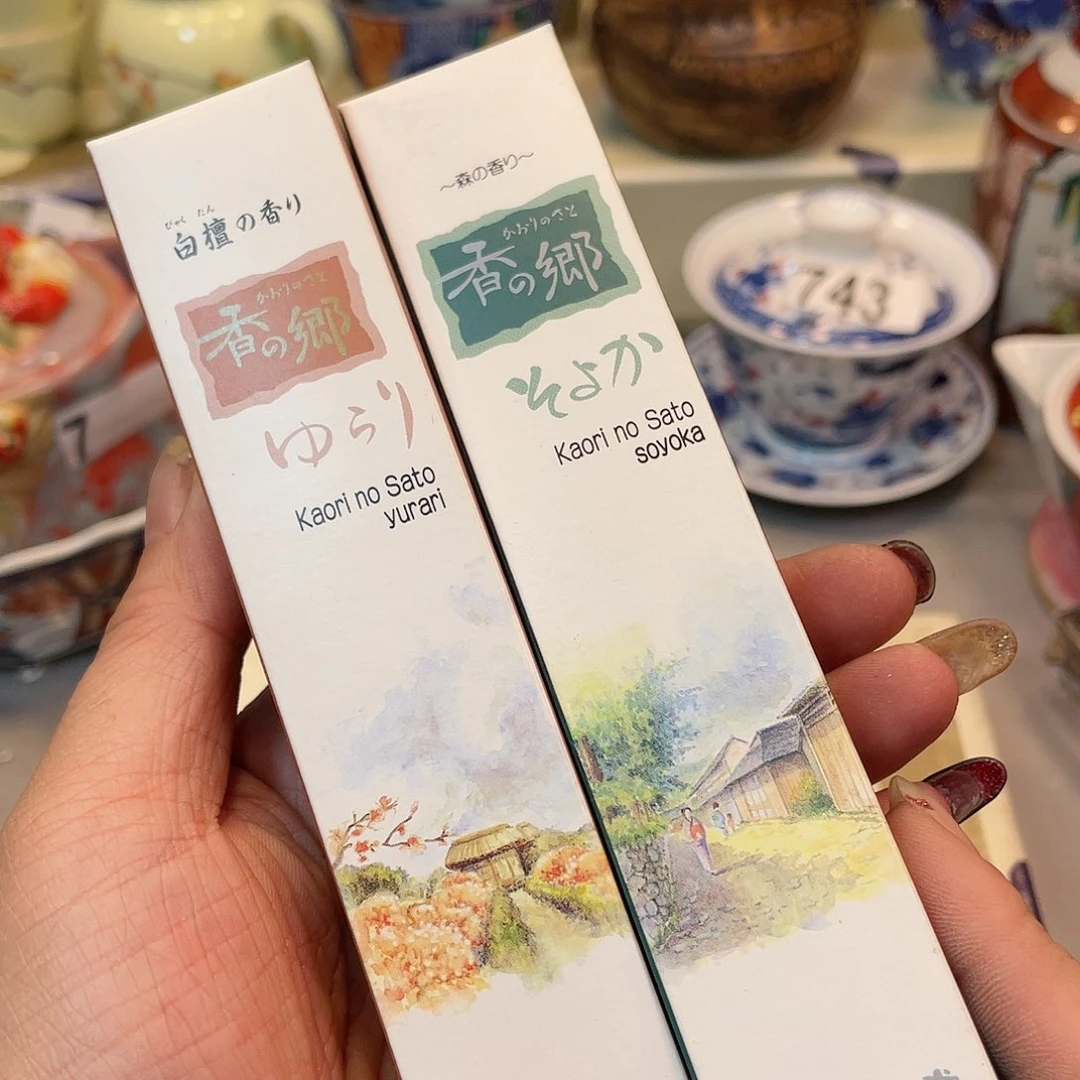 びゃくだん
白檀の香り
かおりのさと
香の郷
ゆらり
Kaori no Sato
yurari
～森の香り～
かおりのさと
香の郷
そよか
Kaori no Sato
soyoka
743
7